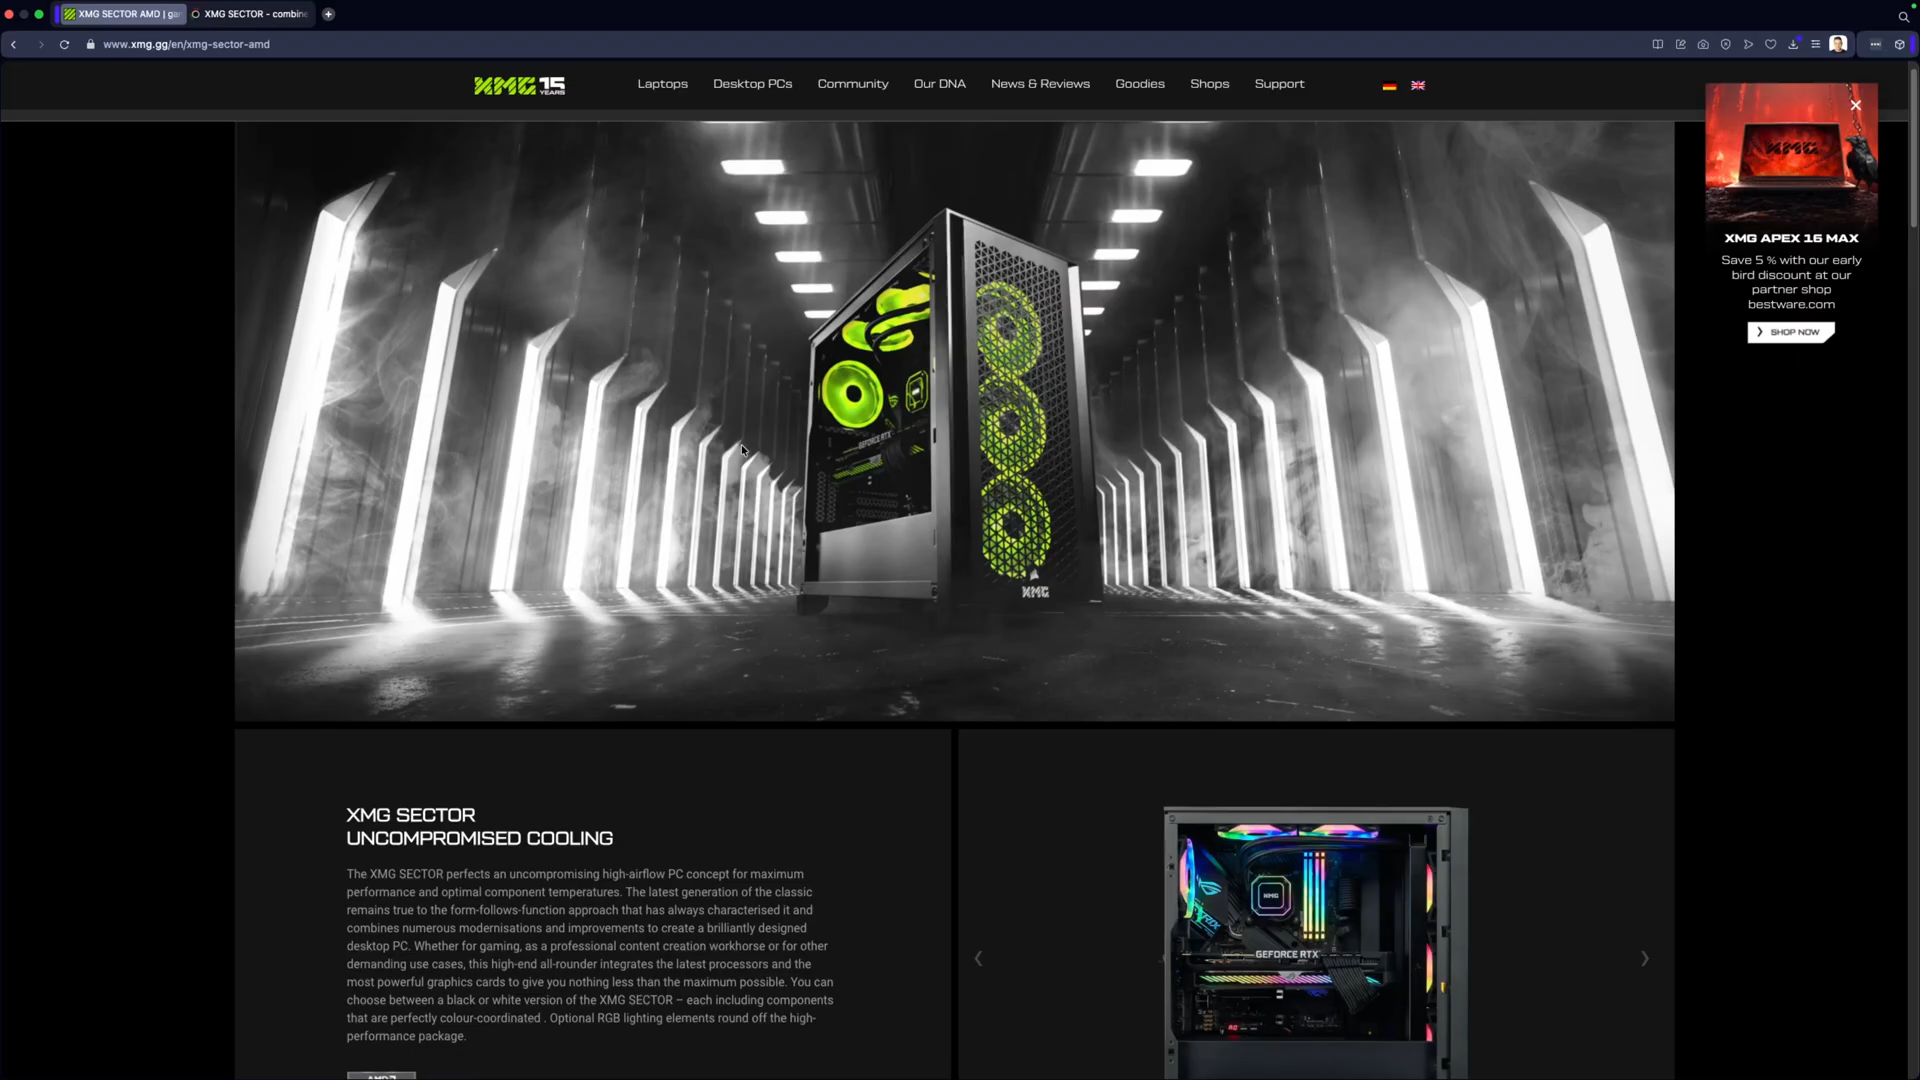 XMG SECTOR AMD | ga
XMG SECTOR - combine
www.xmg.gg/en/xmg-sector-amd
XMG 15 YEARS
Laptops
Desktop PCs
Community
Our DNA
News & Reviews
Goodies
Shops
Support
XMG
XMG APEX 16 MAX
Save 5 % with our early
bird discount at our
partner shop
bestware.com
SHOP NOW
GEFORCE RTX
XMG
XMG SECTOR
UNCOMPROMISED COOLING
The XMG SECTOR perfects an uncompromising high-airflow PC concept for maximum
performance and optimal component temperatures. The latest generation of the classic
remains true to the form-follows-function approach that has always characterised it and
combines numerous modernisations and improvements to create a brilliantly designed
desktop PC. Whether for gaming, as a professional content creation workhorse or for other
demanding use cases, this high-end all-rounder integrates the latest processors and the
most powerful graphics cards to give you nothing less than the maximum possible. You can
choose between a black or white version of the XMG SECTOR – each including components
that are perfectly colour-coordinated . Optional RGB lighting elements round off the high-
performance package.
XMG
GEFORCE RTX